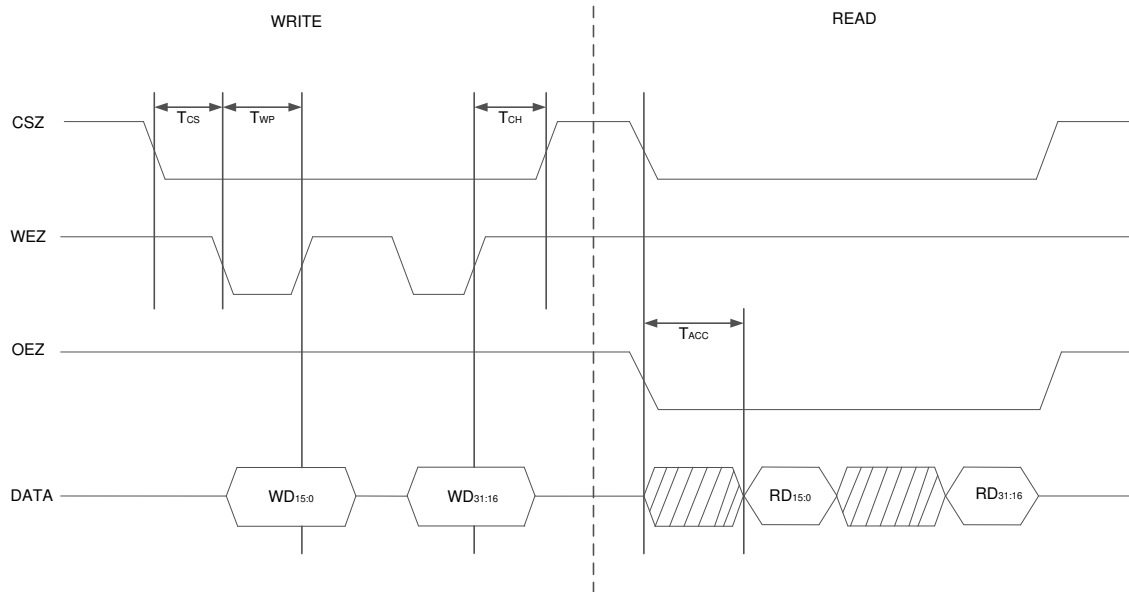 WRITE READ
TCS TWP TCH
CSZ
WEZ
TACC
OEZ
DATA WD15:0 WD31:16 RD15:0 RD31:16